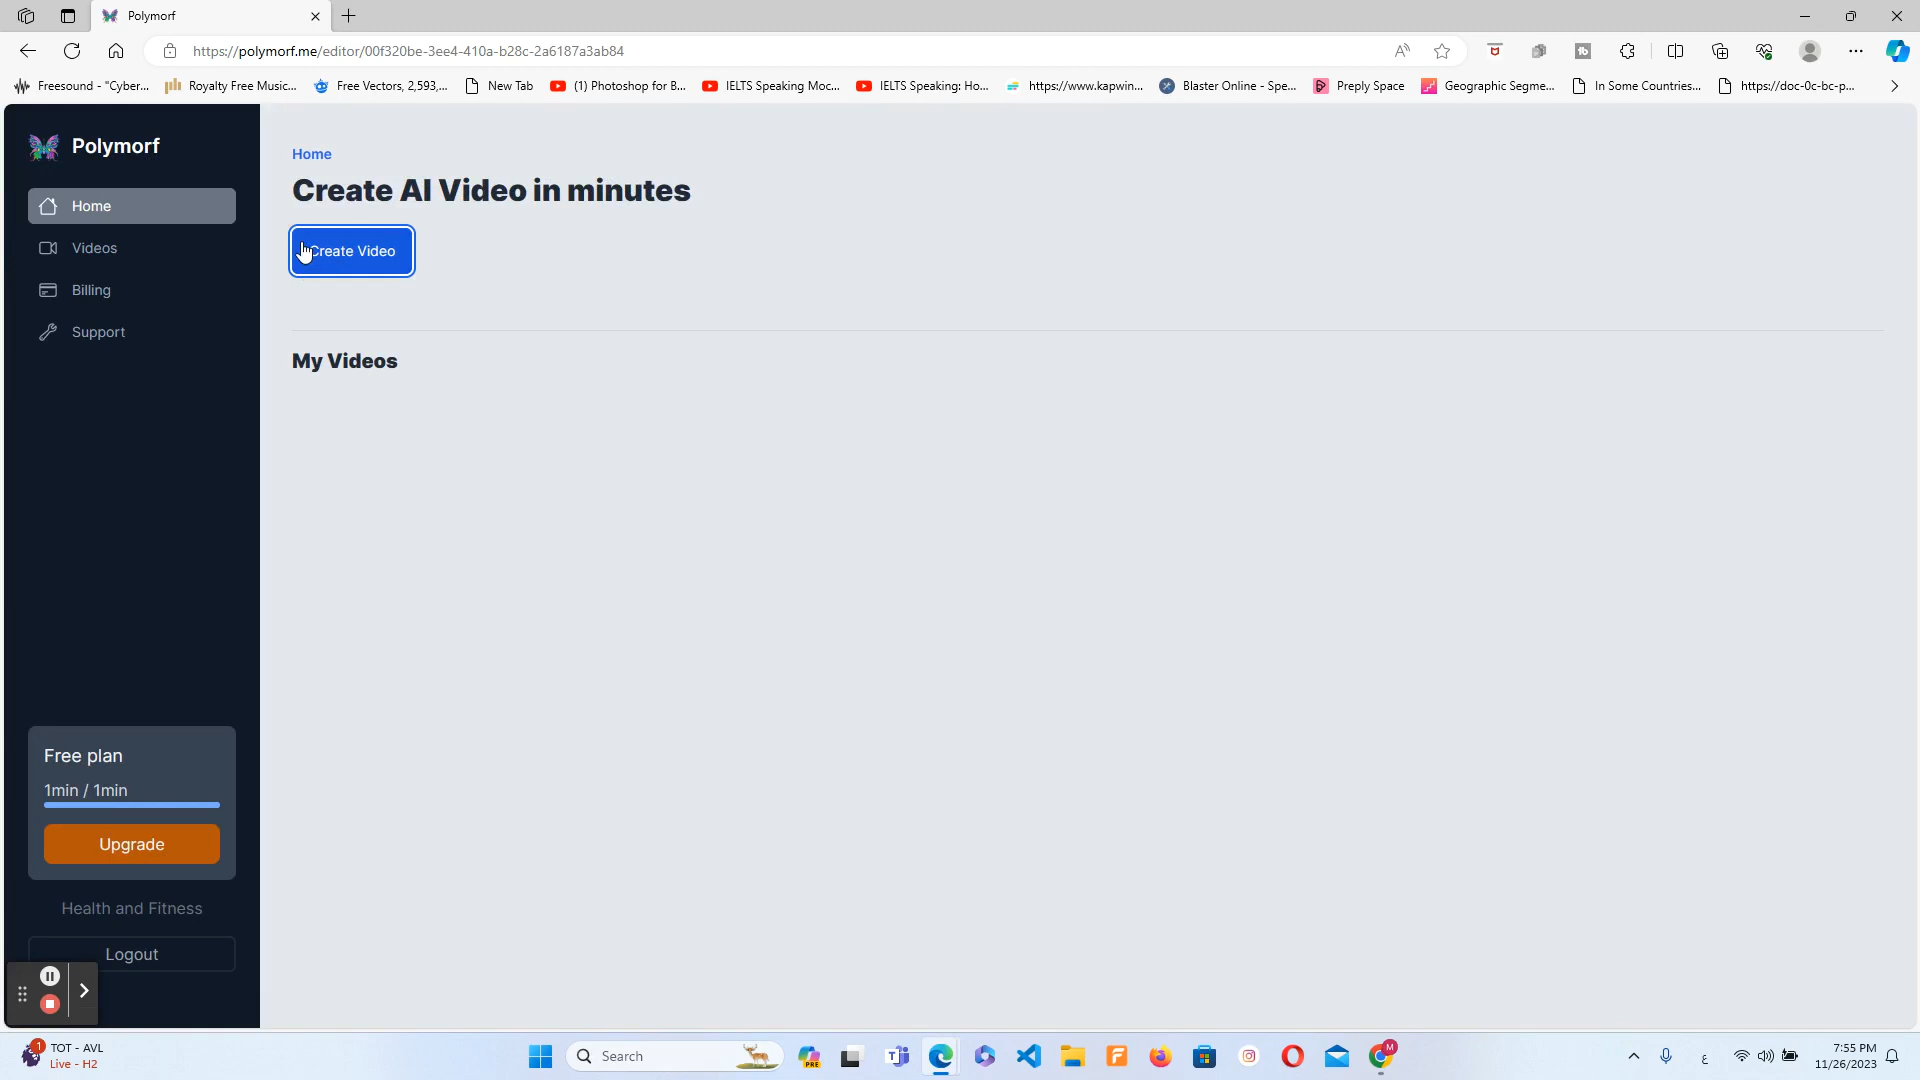 Polymorf
https://polymorf.me/editor/00f320be-3ee4-410a-b28c-2a6187a3ab84
Freesound - "Cyber...
Royalty Free Music...
Free Vectors, 2,593,...
New Tab
(1) Photoshop for B...
IELTS Speaking Moc...
IELTS Speaking: Ho...
https://www.kapwin...
Blaster Online - Spe...
Preply Space
Geographic Segme...
In Some Countries...
https://doc-0c-bc-p...
Polymorf
Home
Videos
Billing
Support
Home
Create AI Video in minutes
Create Video
My Videos
Free plan
1min / 1min
Upgrade
Health and Fitness
Logout
1
TOT - AVL
Live - H2
Search
PRE
M
ع
7:55 PM
11/26/2023